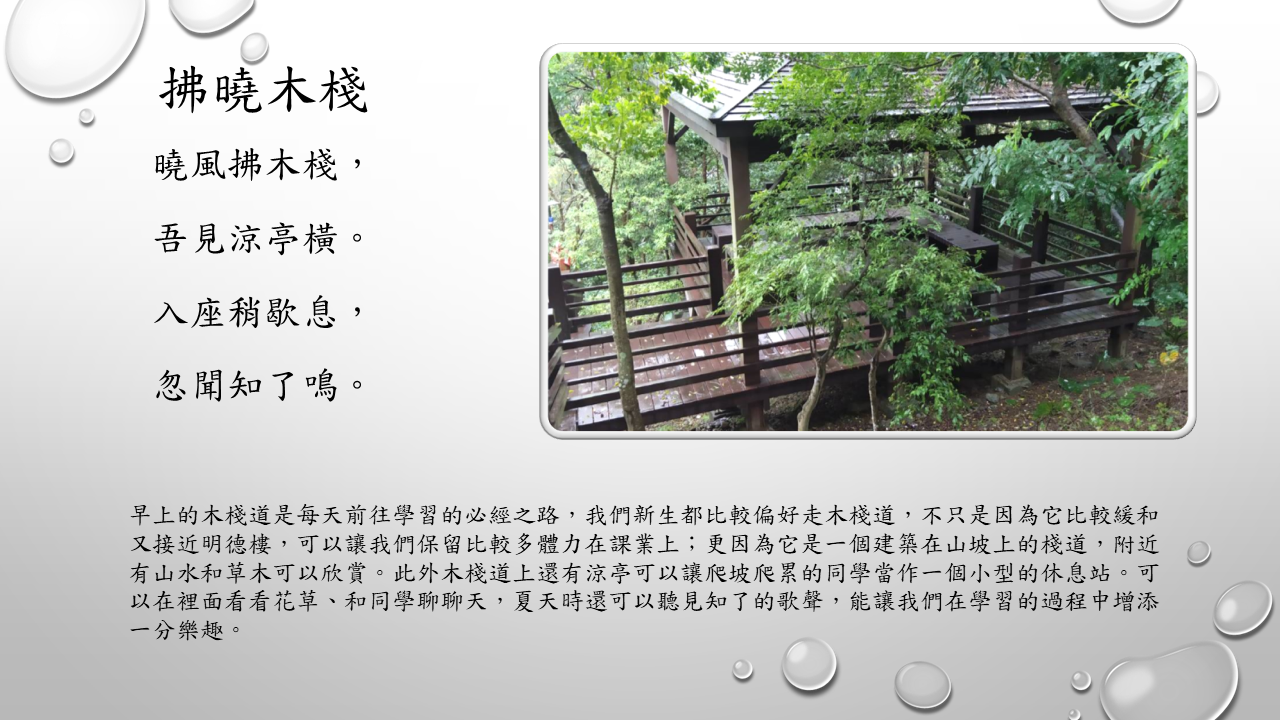 拂曉木棧
曉風拂木棧，
吾見涼亭橫。
入座稍歇息，
忽聞知了鳴。
早上的木棧道是每天前往學習的必經之路，我們新生都比較偏好走木棧道，不只是因為它比較緩和
又接近明德樓，可以讓我們保留比較多體力在課業上；更因為它是一個建築在山坡上的棧道，附近
有山水和草木可以欣賞。此外木棧道上還有涼亭可以讓爬坡爬累的同學當作一個小型的休息站。可
以在裡面看看花草、和同學聊聊天，夏天時還可以聽見知了的歌聲，能讓我們在學習的過程中增添
一分樂趣。